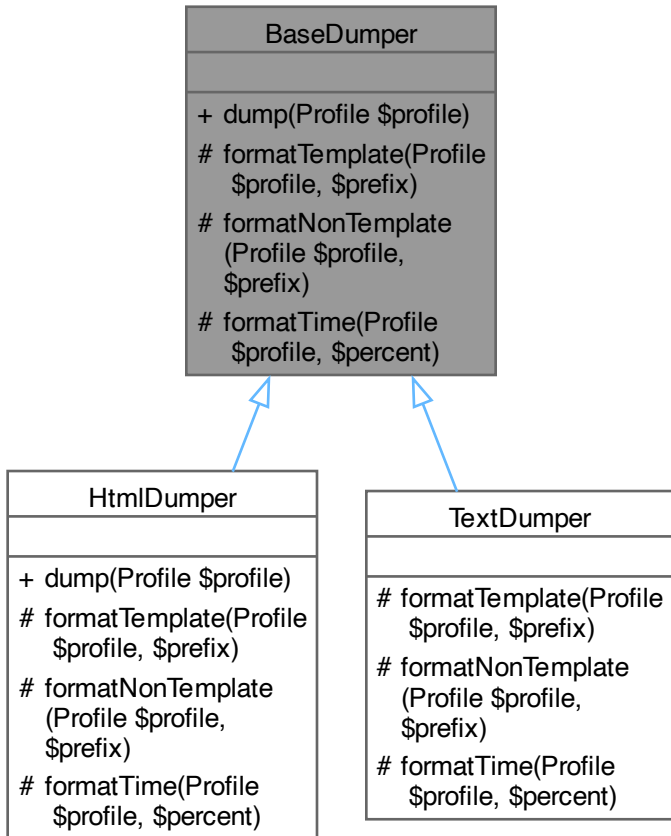 BaseDumper
+ dump(Profile $profile)
# formatTemplate(Profile
$profile, $prefix)
# formatNonTemplate
(Profile $profile,
$prefix)
# formatTime(Profile
$profile, $percent)
HtmlDumper
+ dump(Profile $profile)
# formatTemplate(Profile
$profile, $prefix)
# formatNonTemplate
(Profile $profile,
$prefix)
# formatTime(Profile
$profile, $percent)
TextDumper
# formatTemplate(Profile
$profile, $prefix)
# formatNonTemplate
(Profile $profile,
$prefix)
# formatTime(Profile
$profile, $percent)